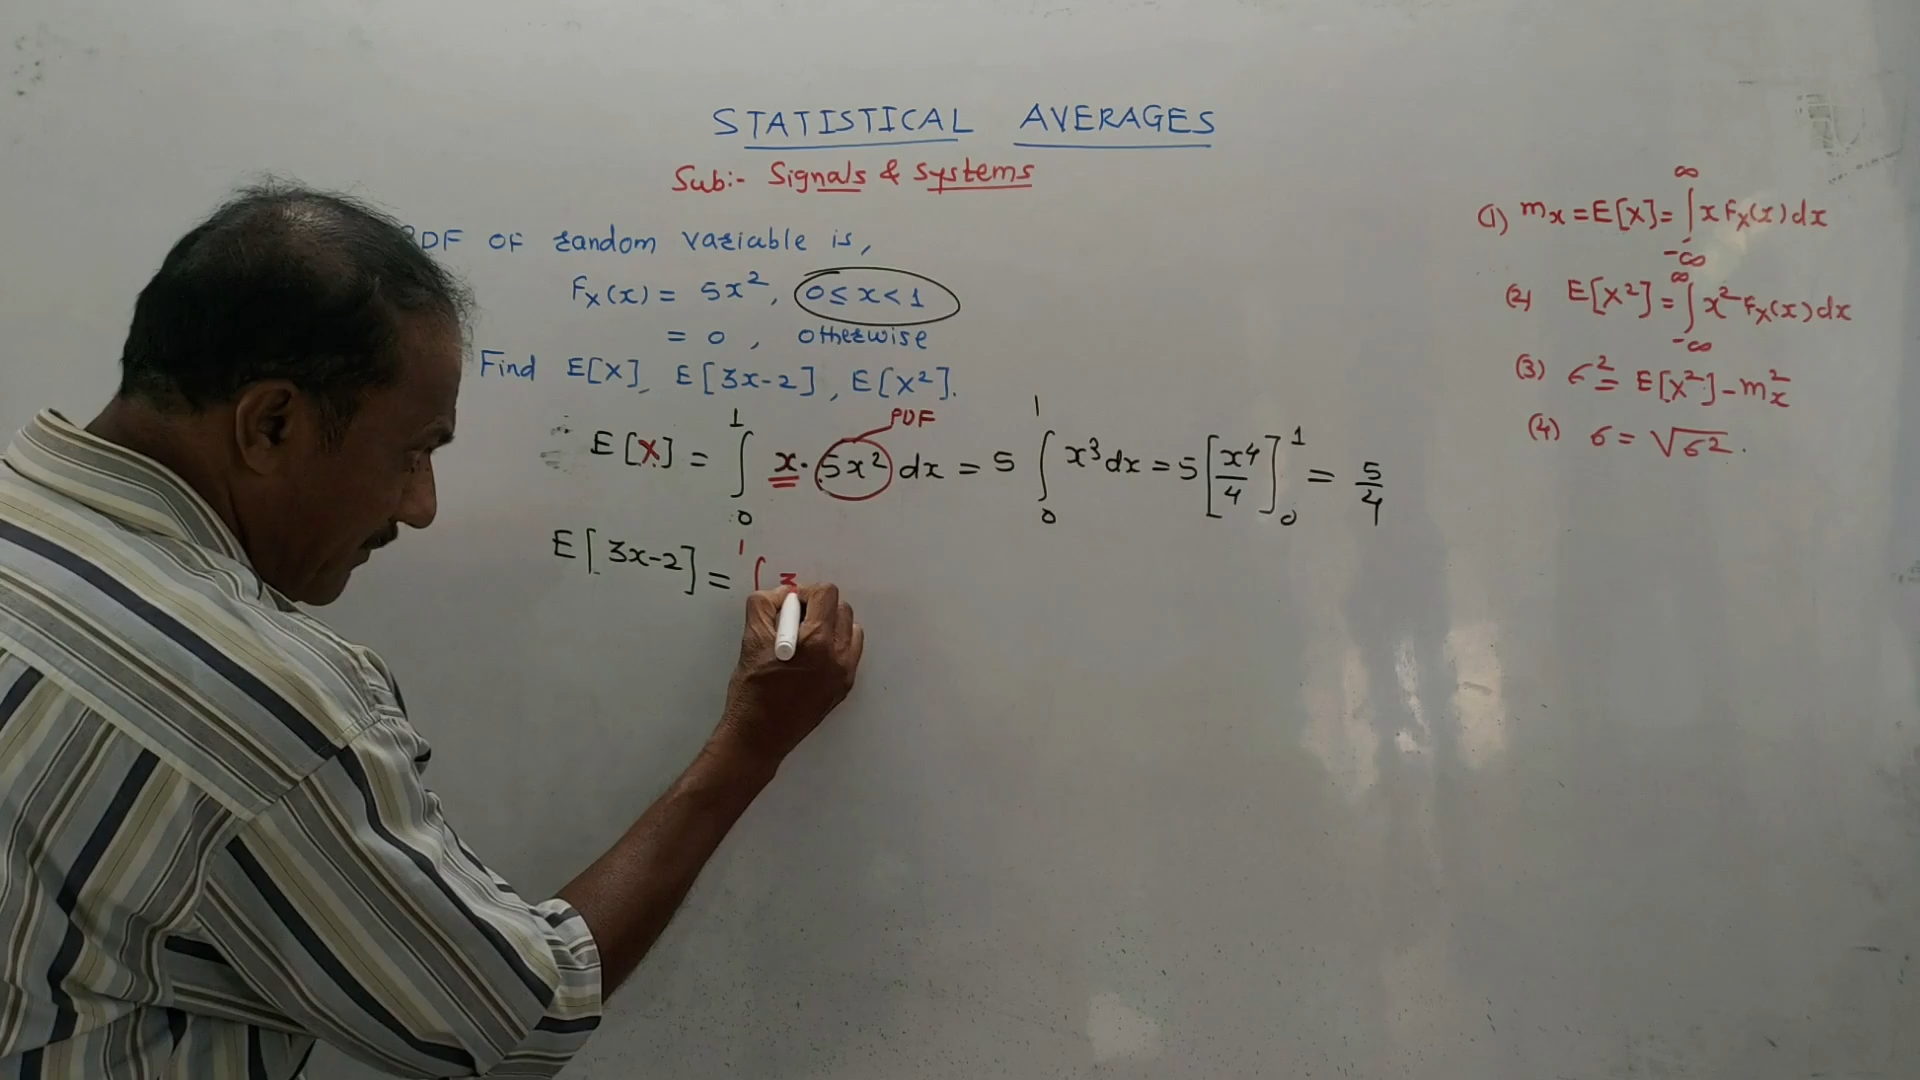 STATISTICAL AVERAGES
Sub:- Signals & Systems
PDF OF random variable is,
Fx(x) = 5x², 0≤x<1
= 0, otherwise
Find E[X], E[3x-2], E[X²].
PDF
E[X] = ∫₀¹ x·5x² dx = 5 ∫₀¹ x³dx = 5[x⁴/4]₀¹ = 5/4
E[3x-2] = ¹∫ 3
(1) mx = E[X] = ∫₋∞^∞ x Fx(x) dx
(2) E[X²] = ∫₋∞^∞ x² Fx(x) dx
(3) σ² = E[X²] - mx²
(4) σ = √σ².